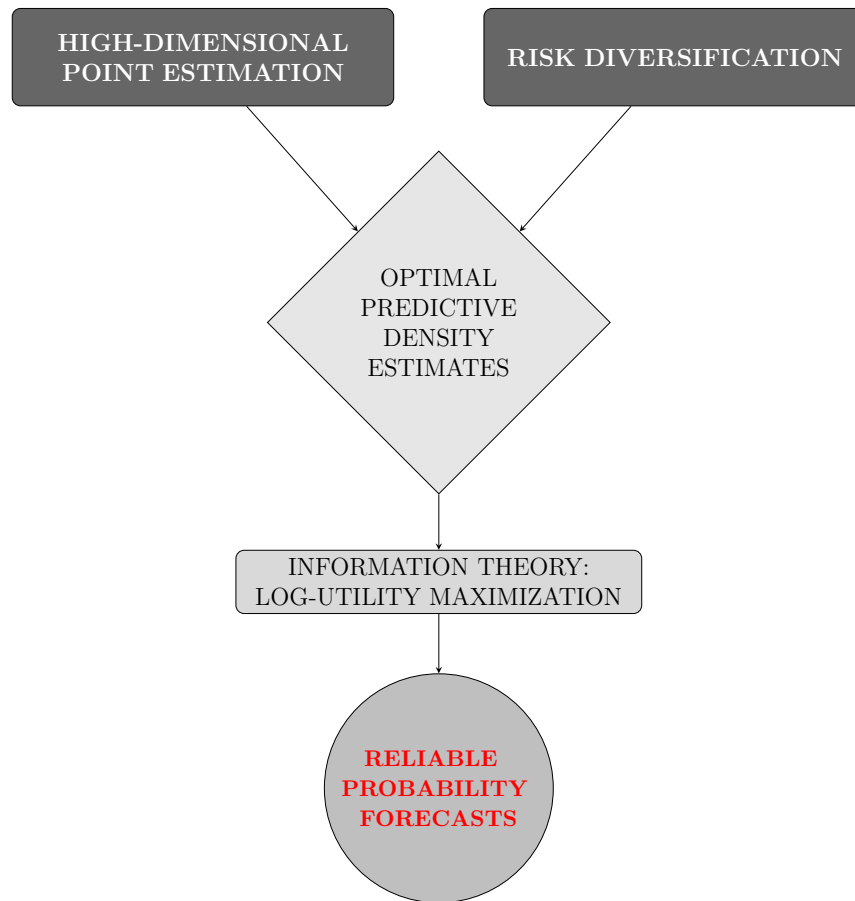 HIGH-DIMENSIONAL
POINT ESTIMATION
RISK DIVERSIFICATION
OPTIMAL
PREDICTIVE
DENSITY
ESTIMATES
INFORMATION THEORY:
LOG-UTILITY MAXIMIZATION
RELIABLE
PROBABILITY
FORECASTS